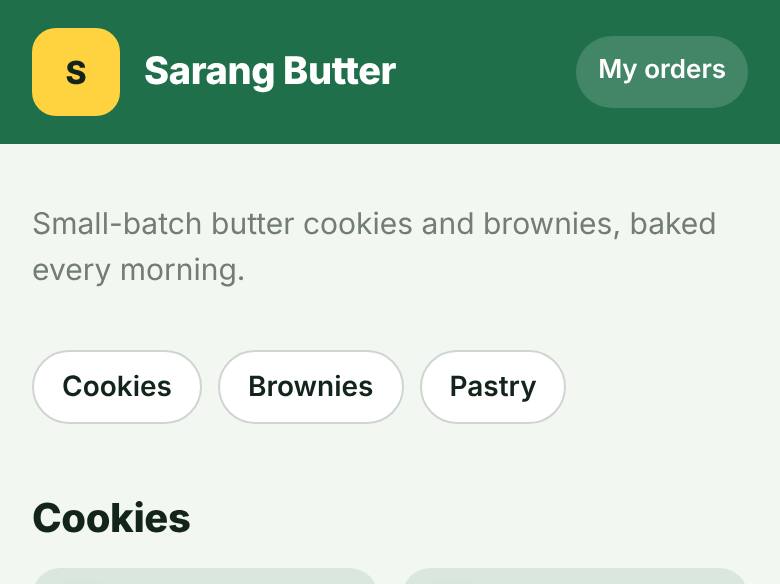 S
Sarang Butter
My orders
Small-batch butter cookies and brownies, baked
every morning.
Cookies
Brownies
Pastry
Cookies